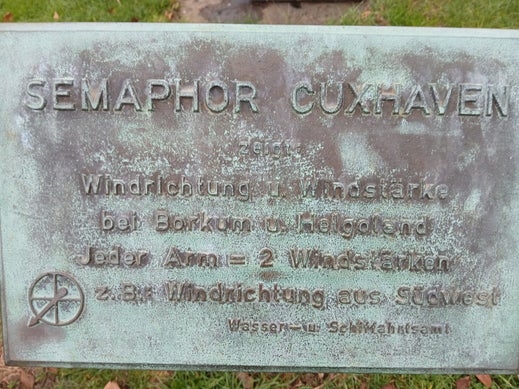 SEMAPHOR CUXHAVEN
zeigt:
Windrichtung u. Windstärke
bei Borkum u. Helgoland
Jeder Arm = 2 Windstärken
z. B.: Windrichtung aus Südwest
Wasser- u. Schiffahrtsamt